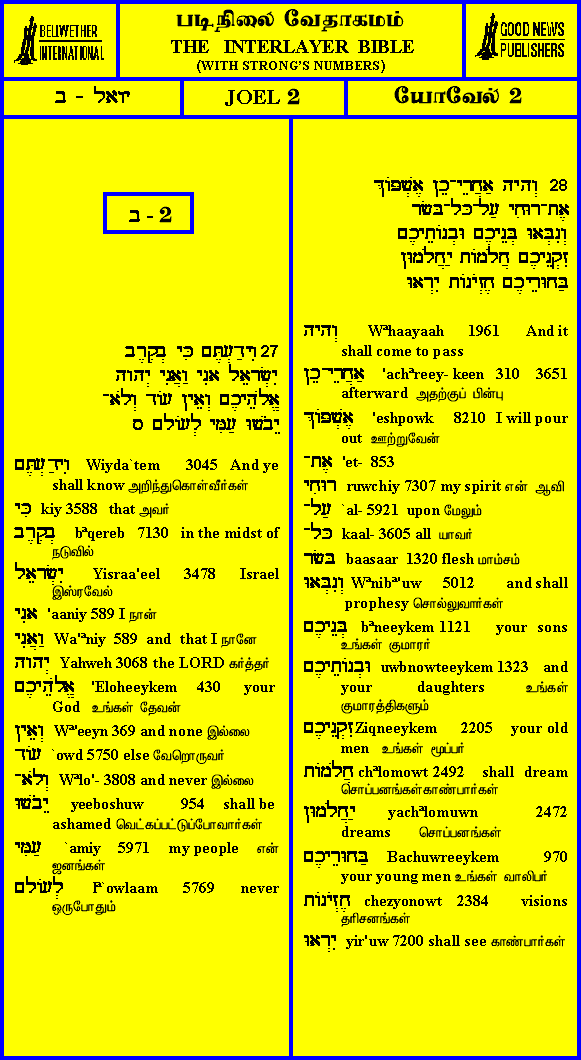 BELLWETHER
INTERNATIONAL
படிநிலை வேதாகமம்
THE INTERLAYER BIBLE
(WITH STRONG'S NUMBERS)
GOOD NEWS
PUBLISHERS
יואל - ב
JOEL 2
யோவேல் 2
ב - 2
27 וִידַעְתֶּם כִּי בְקֶרֶב
יִשְׂרָאֵל אָנִי וַאֲנִי יְהוָה
אֱלֹהֵיכֶם וְאֵין עוֹד וְלֹא־
יֵבֹשׁוּ עַמִּי לְעוֹלָם ס
וִידַעְתֶּם Wiyda`tem 3045 And ye
shall know அறிந்துகொள்வீர்கள்
כִּי kiy 3588 that அவர்
בְקֶרֶב bªqereb 7130 in the midst of
நடுவில்
יִשְׂרָאֵל Yisraa'eel 3478 Israel
இஸ்ரவேல்
אָנִי 'aaniy 589 I நான்
וַאֲנִי Wa'ªniy 589 and that I நானே
יְהוָה Yahweh 3068 the LORD கர்த்தர்
אֱלֹהֵיכֶם 'Eloheeykem 430 your
God உங்கள் தேவன்
וְאֵין Wª'eeyn 369 and none இல்லை
עוֹד `owd 5750 else வேறொருவர்
וְלֹא־ Wªlo'- 3808 and never இல்லை
יֵבֹשׁוּ yeeboshuw 954 shall be
ashamed வெட்கப்பட்டுப்போவார்கள்
עַמִּי `amiy 5971 my people என்
ஜனங்கள்
לְעוֹלָם lª`owlaam 5769 never
ஒருபோதும்
28 וְהָיָה אַחֲרֵי־כֵן אֶשְׁפּוֹךְ
אֶת־רוּחִי עַל־כָּל־בָּשָׂר
וְנִבְּאוּ בְּנֵיכֶם וּבְנוֹתֵיכֶם
זִקְנֵיכֶם חֲלֹמוֹת יַחֲלֹמוּן
בַּחוּרֵיכֶם חֶזְיֹנוֹת יִרְאוּ
וְהָיָה Wªhaayaah 1961 And it
shall come to pass
אַחֲרֵי־כֵן 'achªreey- keen 310 3651
afterward அதற்குப் பின்பு
אֶשְׁפּוֹךְ 'eshpowk 8210 I will pour
out ஊற்றுவேன்
אֶת־ 'et- 853
רוּחִי ruwchiy 7307 my spirit என் ஆவி
עַל־ `al- 5921 upon மேலும்
כָּל־ kaal- 3605 all யாவர்
בָּשָׂר baasaar 1320 flesh மாம்சம்
וְנִבְּאוּ Wªnibª'uw 5012 and shall
prophesy சொல்லுவார்கள்
בְּנֵיכֶם bªneeykem 1121 your sons
உங்கள் குமாரர்
וּבְנוֹתֵיכֶם uwbnowteeykem 1323 and
your daughters உங்கள்
குமாரத்திகளும்
זִקְנֵיכֶם Ziqneeykem 2205 your old
men உங்கள் மூப்பர்
חֲלֹמוֹת chªlomowt 2492 shall dream
சொப்பனங்கள்காண்பார்கள்
יַחֲלֹמוּן yachªlomuwn 2472
dreams சொப்பனங்கள்
בַּחוּרֵיכֶם Bachuwreeykem 970
your young men உங்கள் வாலிபர்
חֶזְיֹנוֹת chezyonowt 2384 visions
தரிசனங்கள்
יִרְאוּ yir'uw 7200 shall see காண்பார்கள்